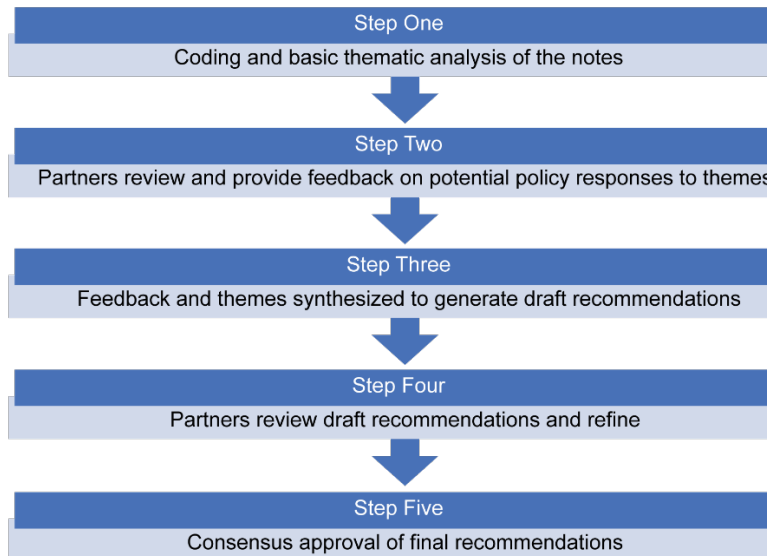 Step One
Coding and basic thematic analysis of the notes
Step Two
Partners review and provide feedback on potential policy responses to themes
Step Three
Feedback and themes synthesized to generate draft recommendations
Step Four
Partners review draft recommendations and refine
Step Five
Consensus approval of final recommendations